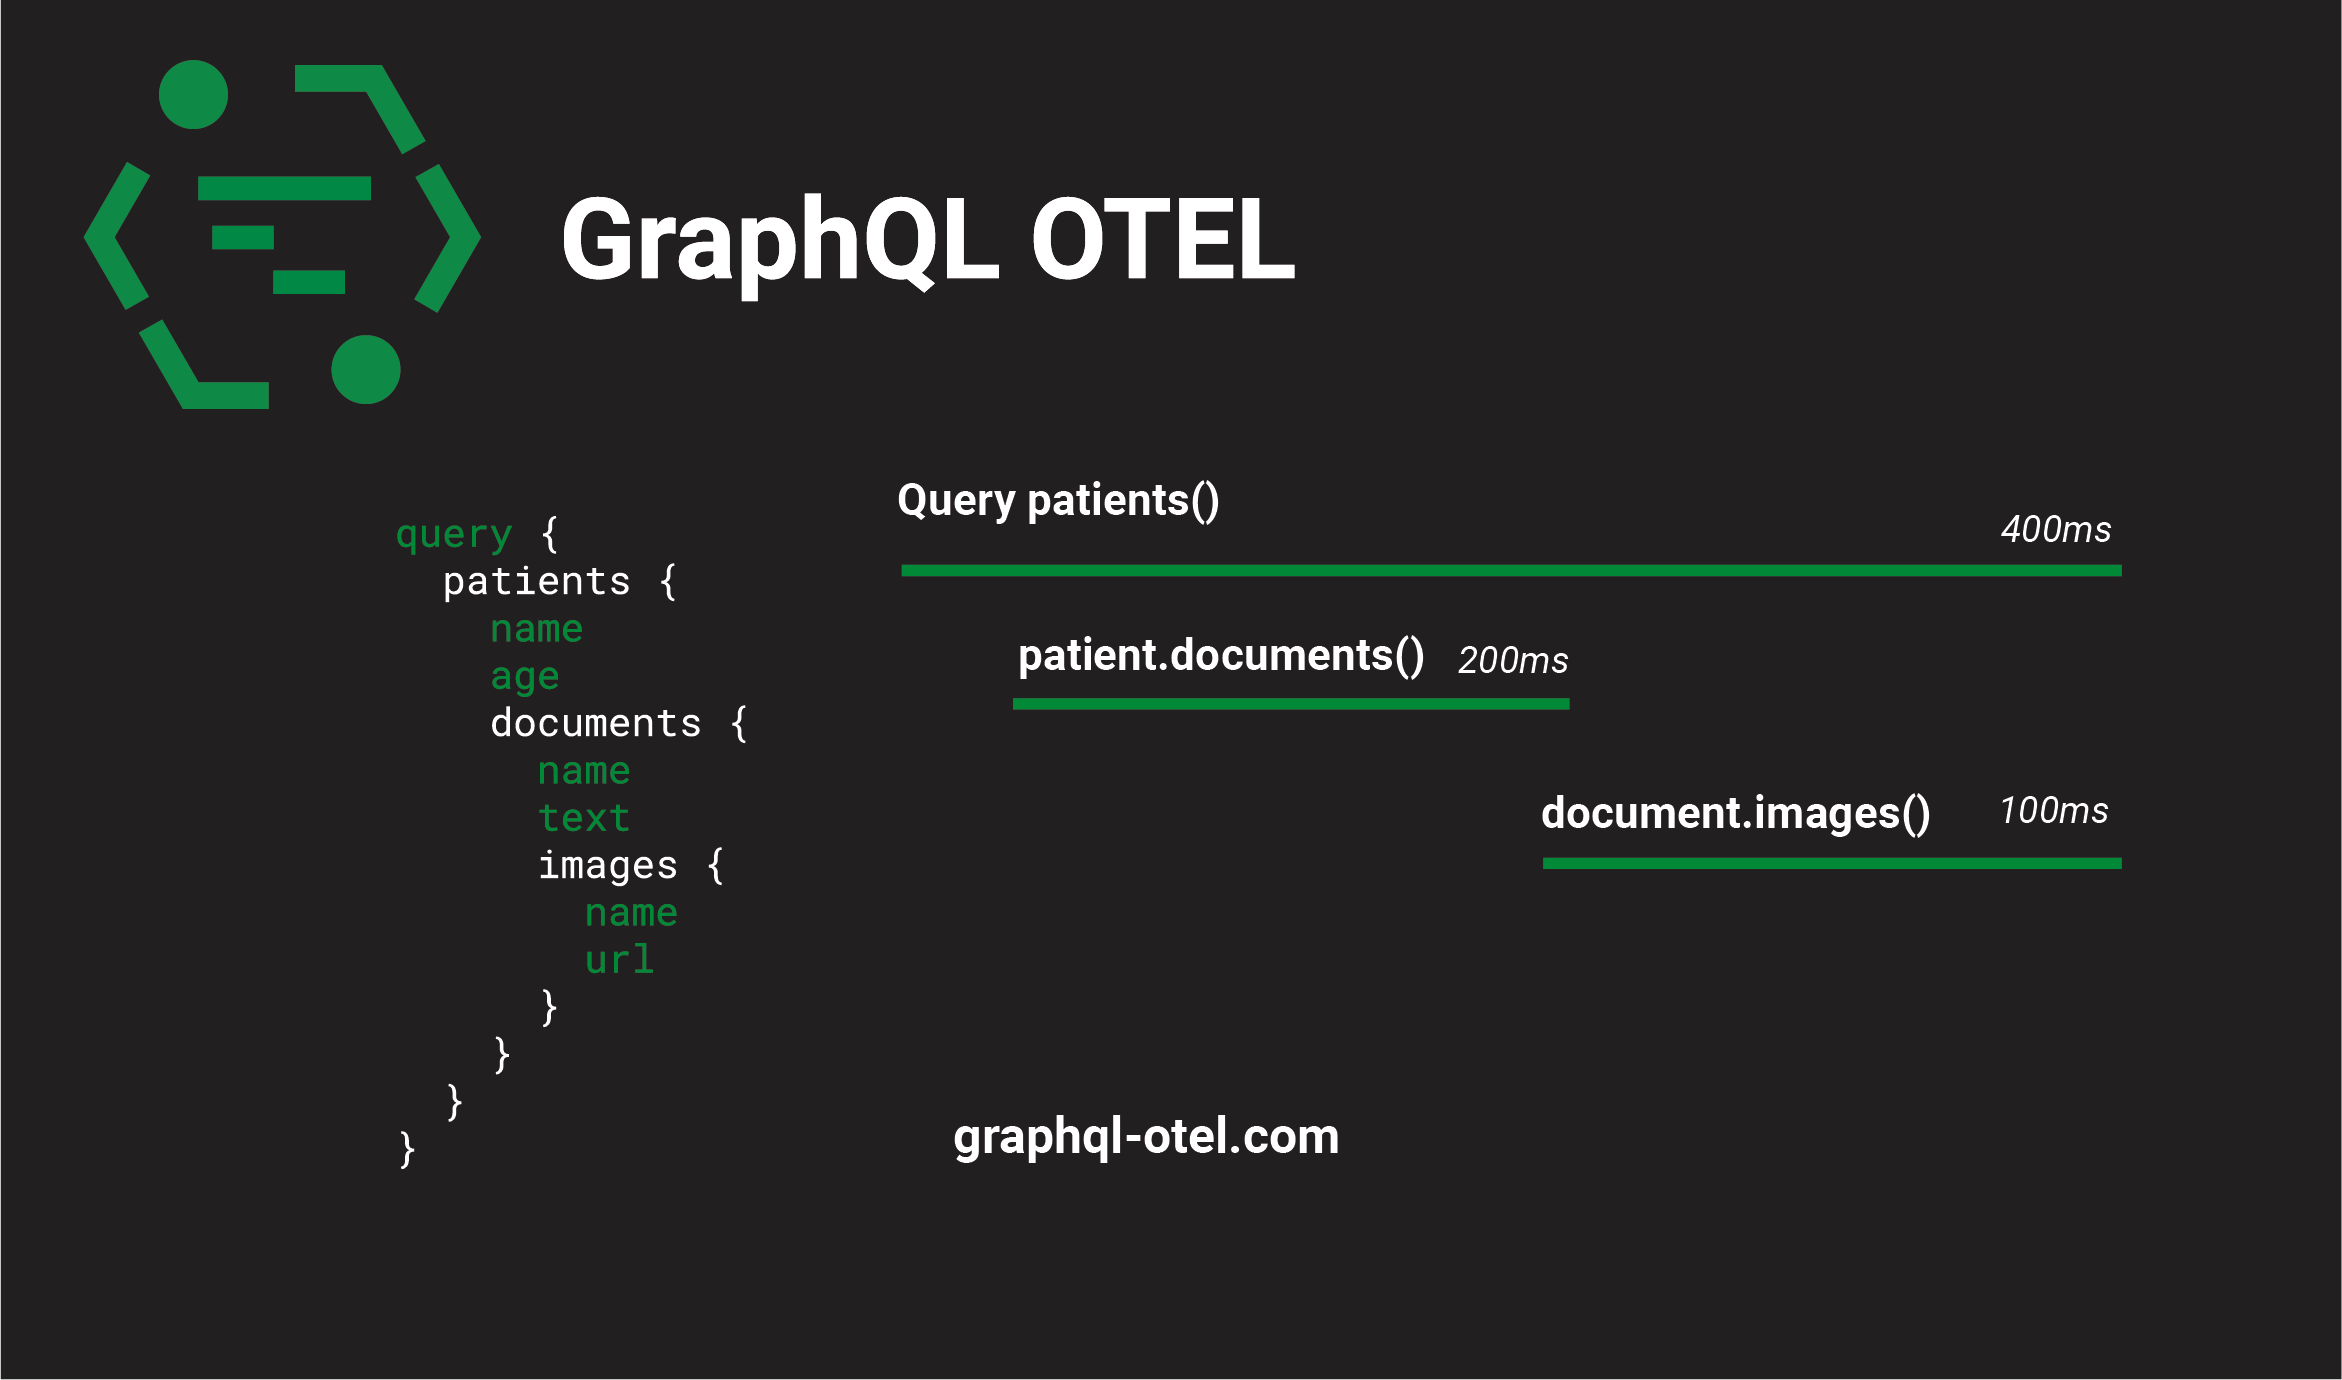 GraphQL OTEL
query {
  patients {
    name
    age
    documents {
      name
      text
      images {
        name
        url
      }
    }
  }
}
Query patients()
400ms
patient.documents() 200ms
document.images() 100ms
graphql-otel.com